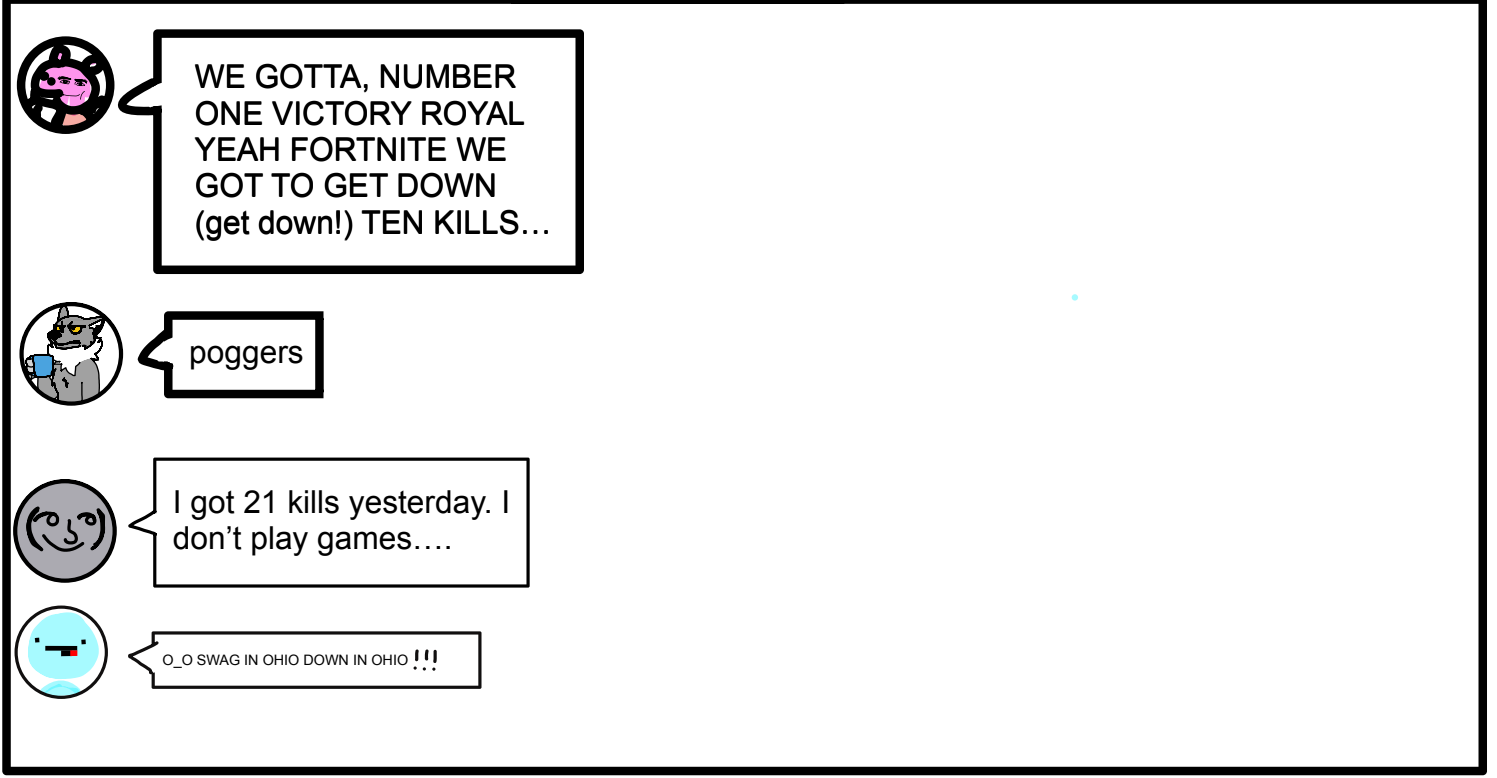 WE GOTTA, NUMBER
ONE VICTORY ROYAL
YEAH FORTNITE WE
GOT TO GET DOWN
(get down!) TEN KILLS…
poggers
I got 21 kills yesterday. I
don’t play games….
O_O SWAG IN OHIO DOWN IN OHIO !!!